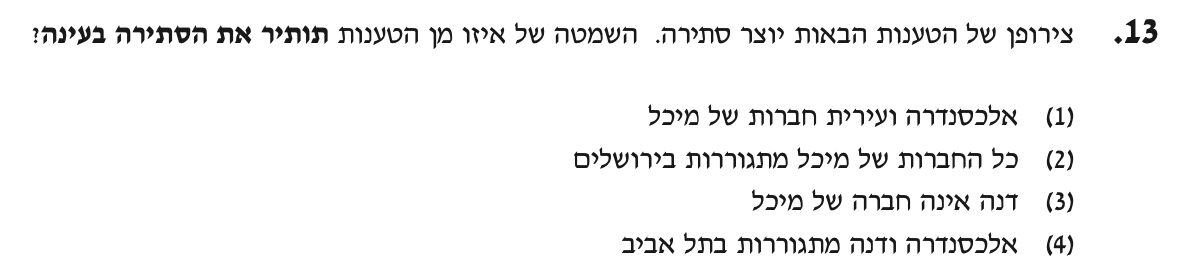 13. צירופן של הטענות הבאות יוצר סתירה. השמטה של איזו מן הטענות תותיר את הסתירה בעינה?
(1) אלכסנדרה ועירית חברות של מיכל
(2) כל החברות של מיכל מתגוררות בירושלים
(3) דנה אינה חברה של מיכל
(4) אלכסנדרה ודנה מתגוררות בתל אביב